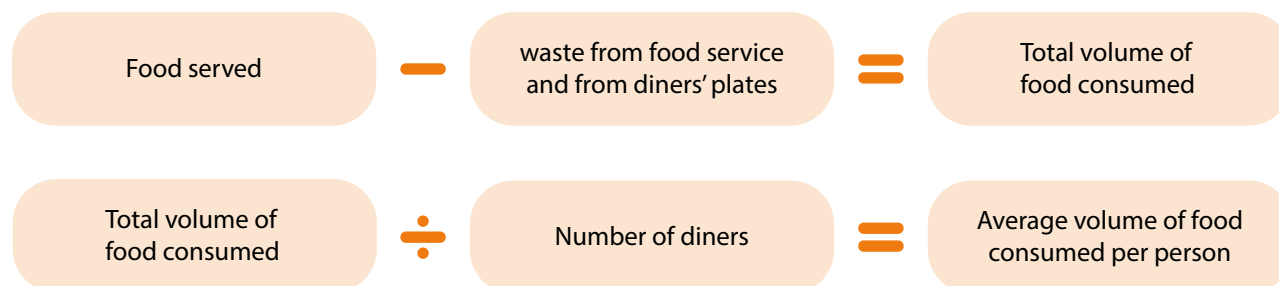 Food served
waste from food service
and from diners’ plates
Total volume of
food consumed
Total volume of
food consumed
Number of diners
Average volume of food
consumed per person